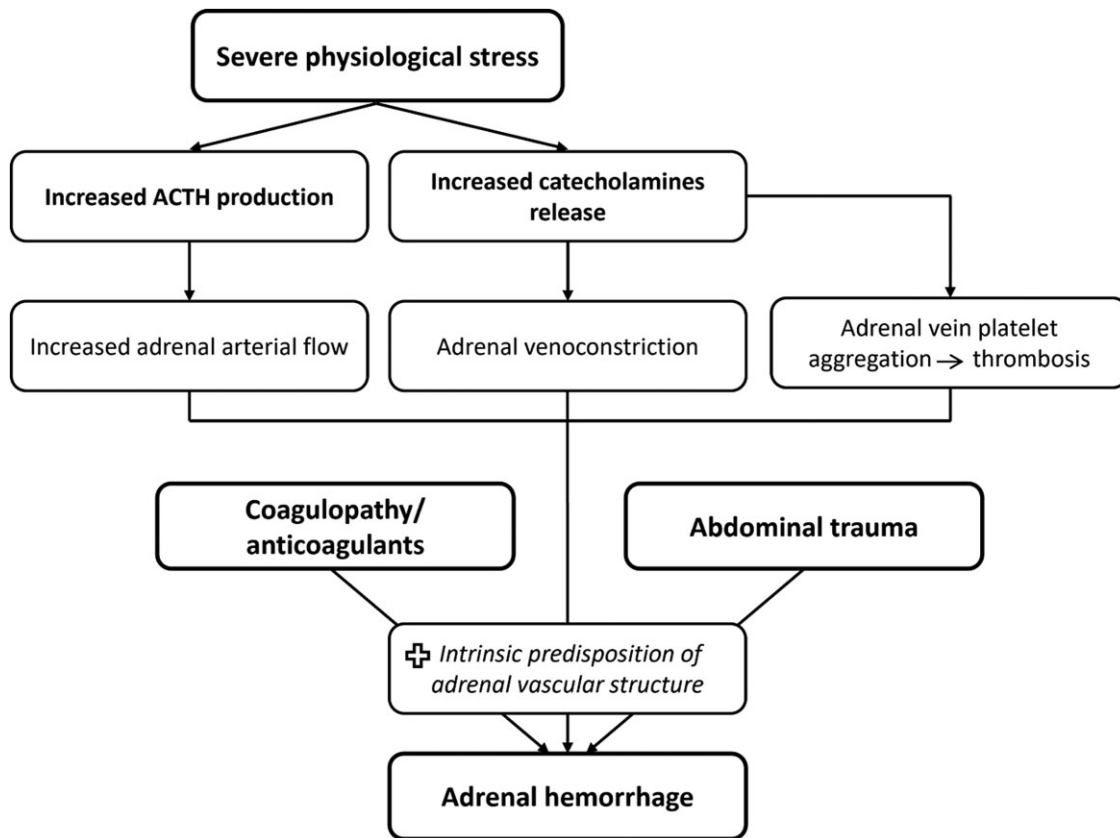 Severe physiological stress
Increased ACTH production
Increased catecholamines
release
Increased adrenal arterial flow
Adrenal venoconstriction
Adrenal vein platelet
aggregation → thrombosis
Coagulopathy/
anticoagulants
Abdominal trauma
Intrinsic predisposition of
adrenal vascular structure
Adrenal hemorrhage